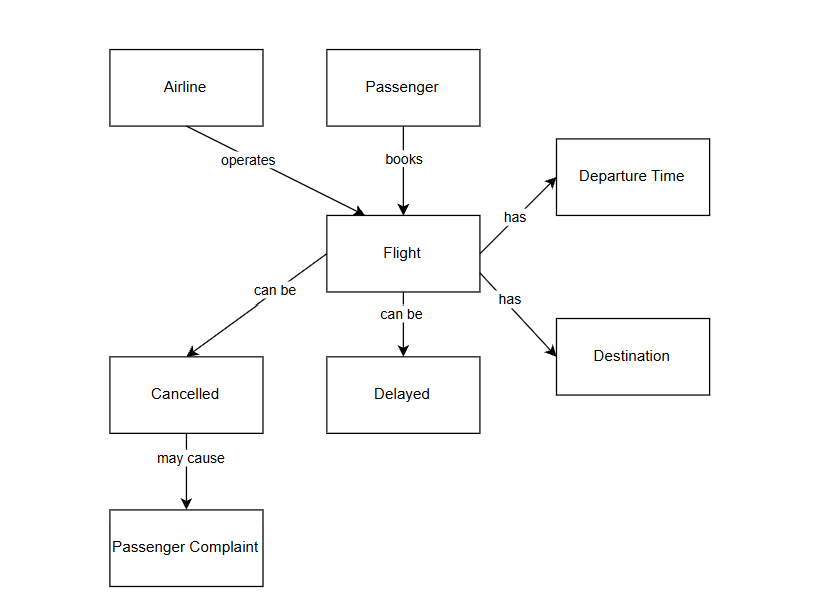 Airline
Passenger
operates
books
Departure Time
has
Flight
can be
has
can be
Destination
Cancelled
Delayed
may cause
Passenger Complaint